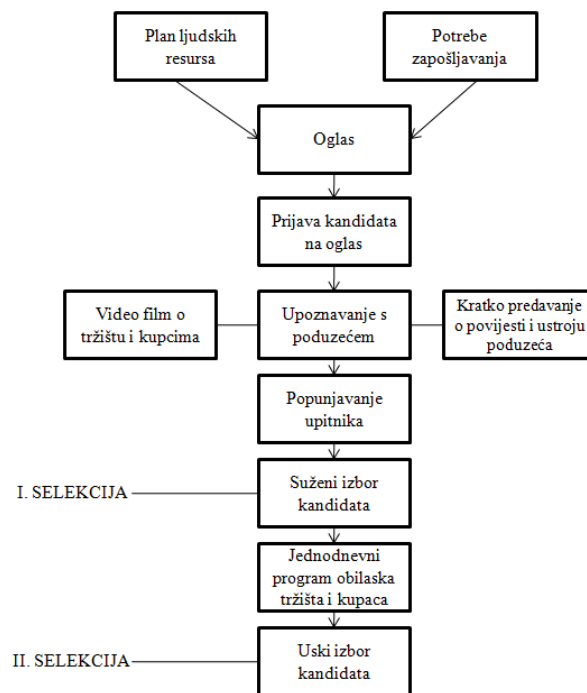 Plan ljudskih
resursa
Potrebe
zapošljavanja
Oglas
Prijava kandidata
na oglas
Video film o
tržištu i kupcima
Upoznavanje s
poduzećem
Kratko predavanje
o povijesti i ustroju
poduzeća
Popunjavanje
upitnika
I. SELEKCIJA
Suženi izbor
kandidata
Jednodnevni
program obilaska
tržišta i kupaca
II. SELEKCIJA
Uski izbor
kandidata